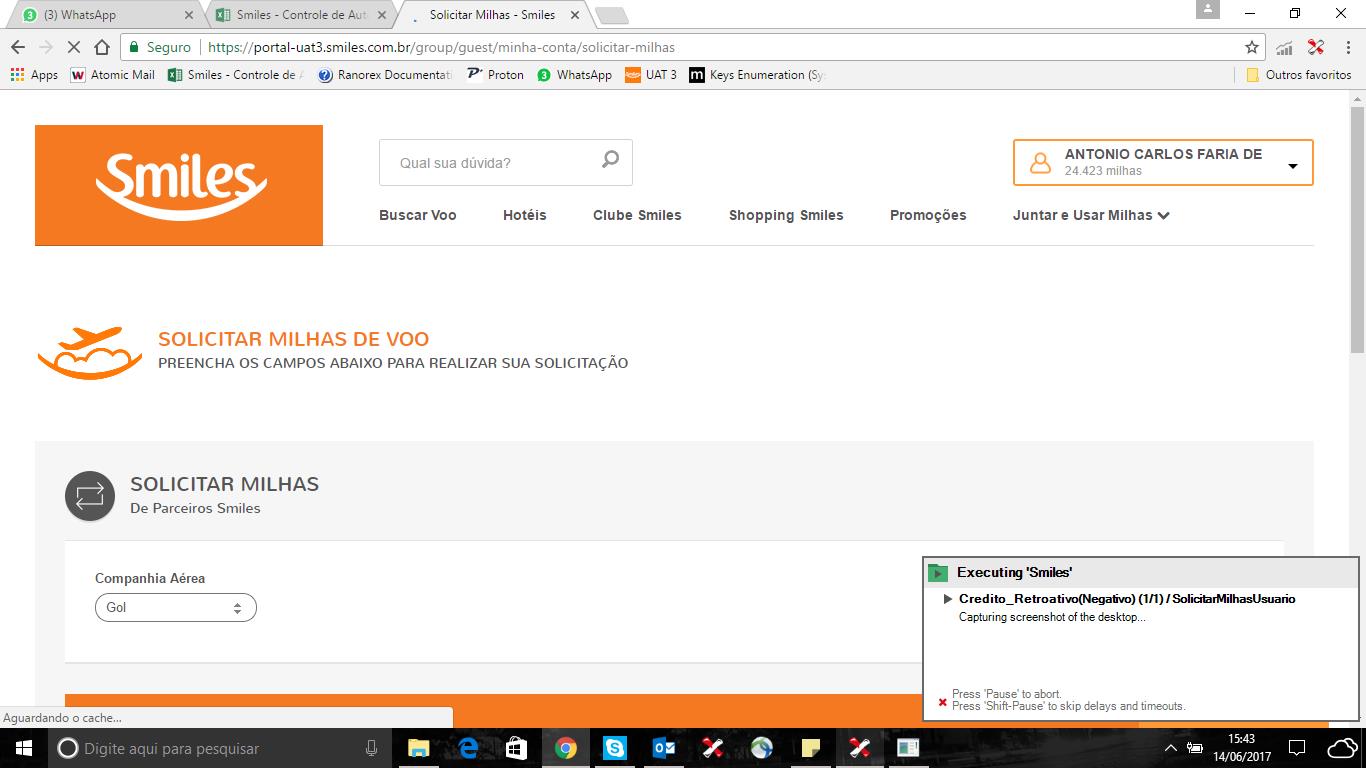 (3) WhatsApp
Smiles - Controle de Aut
Solicitar Milhas - Smiles
Seguro
https://portal-uat3.smiles.com.br/group/guest/minha-conta/solicitar-milhas
Apps
Atomic Mail
Smiles - Controle de A
Ranorex Documentati
Proton
WhatsApp
UAT 3
Keys Enumeration (Sy
Outros favoritos
Smiles
Qual sua dúvida?
ANTONIO CARLOS FARIA DE
24.423 milhas
Buscar Voo
Hotéis
Clube Smiles
Shopping Smiles
Promoções
Juntar e Usar Milhas
SOLICITAR MILHAS DE VOO
PREENCHA OS CAMPOS ABAIXO PARA REALIZAR SUA SOLICITAÇÃO
SOLICITAR MILHAS
De Parceiros Smiles
Companhia Aérea
Gol
Executing 'Smiles'
Credito_Retroativo(Negativo) (1/1) / SolicitarMilhasUsuario
Capturing screenshot of the desktop...
Press 'Pause' to abort.
Press 'Shift-Pause' to skip delays and timeouts.
Aguardando o cache...
Digite aqui para pesquisar
15:43
14/06/2017